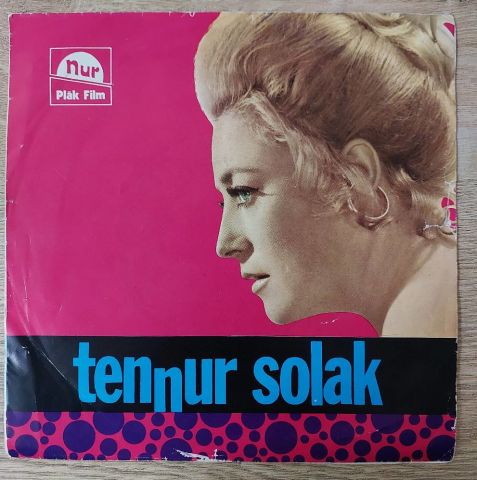 nur
Plak Film
tennur solak